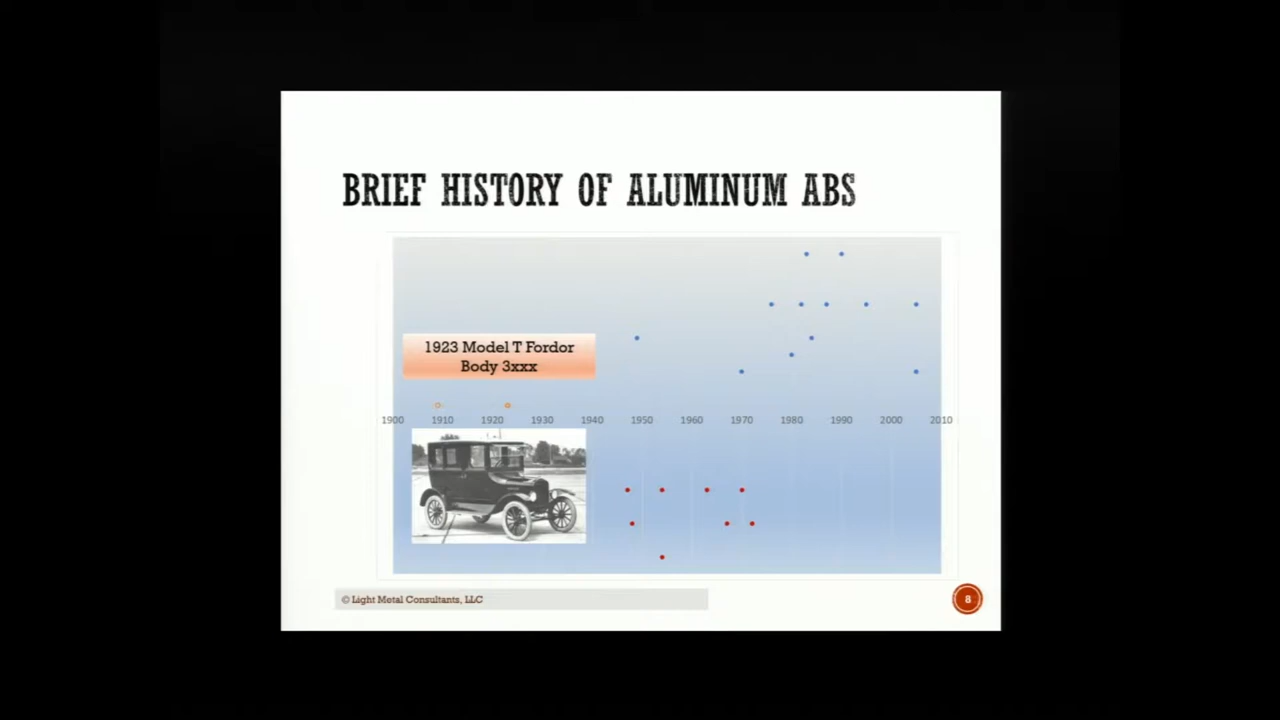 BRIEF HISTORY OF ALUMINUM ABS
1923 Model T Fordor
Body 3xxx
1900 1910 1920 1930 1940 1950 1960 1970 1980 1990 2000 2010
© Light Metal Consultants, LLC
8